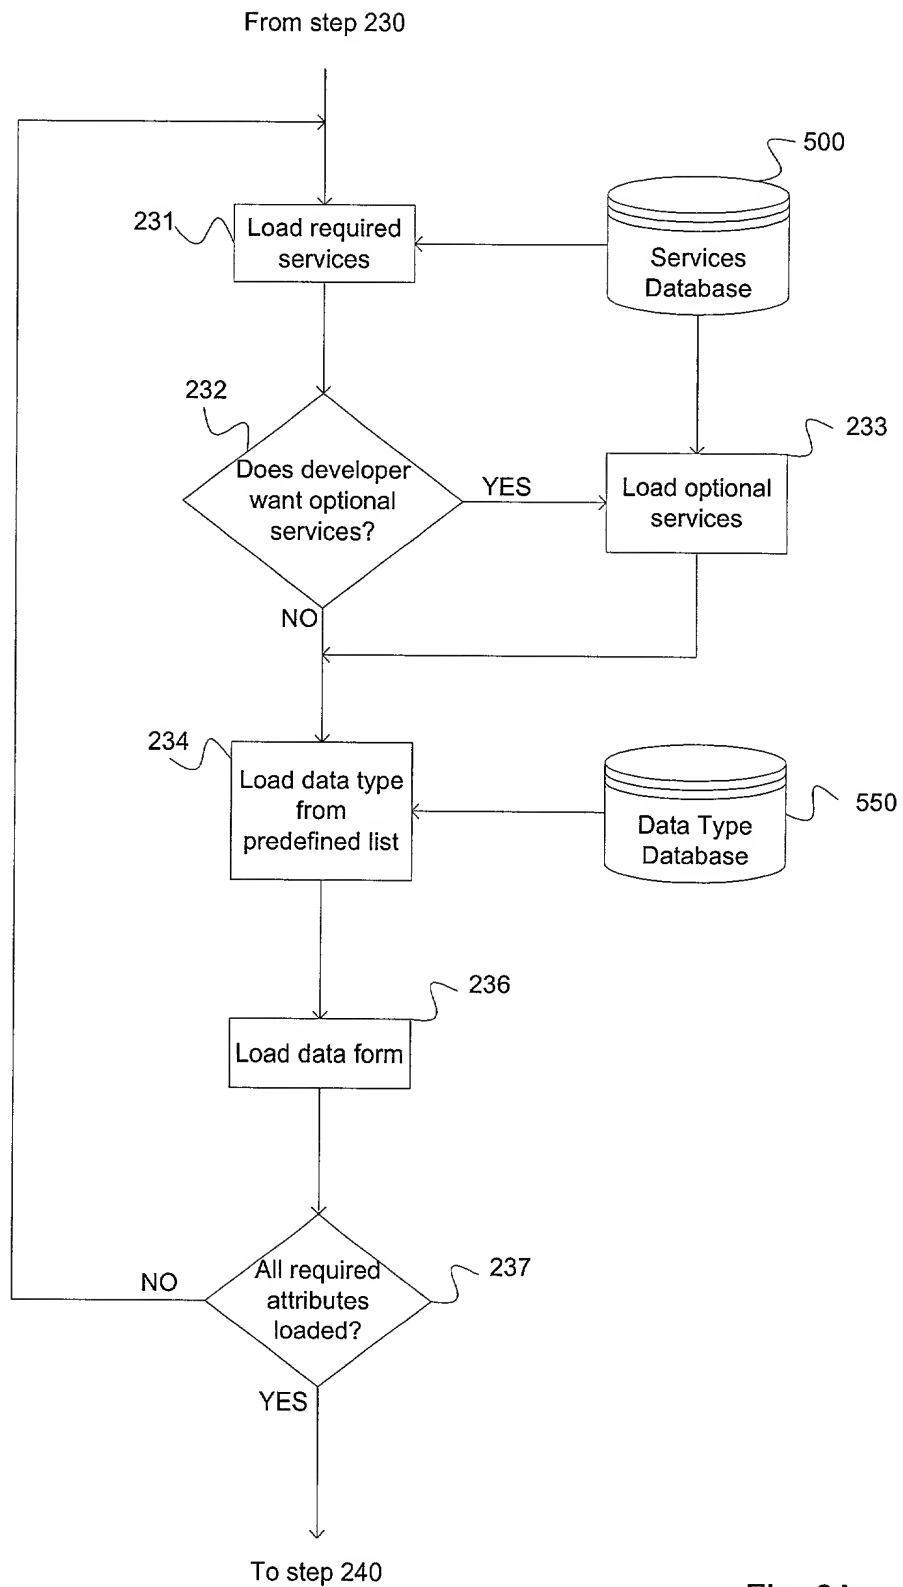 From step 230
500
231
Load required
services
Services
Database
232
233
Does developer
want optional
services?
YES
Load optional
services
NO
234
Load data type
from
predefined list
550
Data Type
Database
236
Load data form
237
All required
attributes
loaded?
NO
YES
To step 240